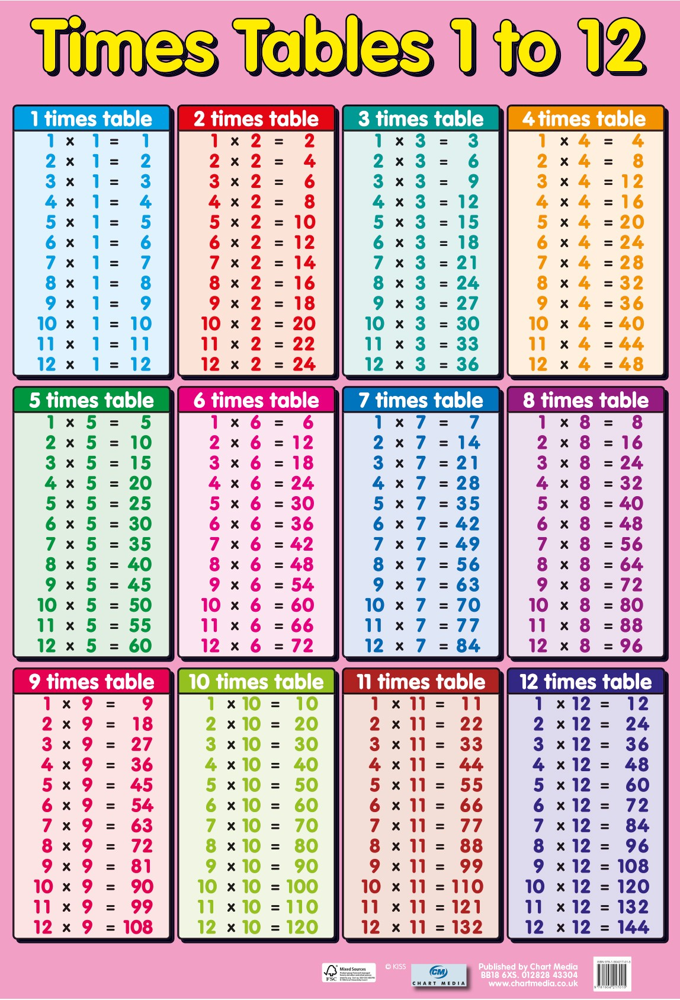 Times Tables 1 to 12
1 times table
1 × 1 = 1
2 × 1 = 2
3 × 1 = 3
4 × 1 = 4
5 × 1 = 5
6 × 1 = 6
7 × 1 = 7
8 × 1 = 8
9 × 1 = 9
10 × 1 = 10
11 × 1 = 11
12 × 1 = 12
2 times table
1 × 2 = 2
2 × 2 = 4
3 × 2 = 6
4 × 2 = 8
5 × 2 = 10
6 × 2 = 12
7 × 2 = 14
8 × 2 = 16
9 × 2 = 18
10 × 2 = 20
11 × 2 = 22
12 × 2 = 24
3 times table
1 × 3 = 3
2 × 3 = 6
3 × 3 = 9
4 × 3 = 12
5 × 3 = 15
6 × 3 = 18
7 × 3 = 21
8 × 3 = 24
9 × 3 = 27
10 × 3 = 30
11 × 3 = 33
12 × 3 = 36
4 times table
1 × 4 = 4
2 × 4 = 8
3 × 4 = 12
4 × 4 = 16
5 × 4 = 20
6 × 4 = 24
7 × 4 = 28
8 × 4 = 32
9 × 4 = 36
10 × 4 = 40
11 × 4 = 44
12 × 4 = 48
5 times table
1 × 5 = 5
2 × 5 = 10
3 × 5 = 15
4 × 5 = 20
5 × 5 = 25
6 × 5 = 30
7 × 5 = 35
8 × 5 = 40
9 × 5 = 45
10 × 5 = 50
11 × 5 = 55
12 × 5 = 60
6 times table
1 × 6 = 6
2 × 6 = 12
3 × 6 = 18
4 × 6 = 24
5 × 6 = 30
6 × 6 = 36
7 × 6 = 42
8 × 6 = 48
9 × 6 = 54
10 × 6 = 60
11 × 6 = 66
12 × 6 = 72
7 times table
1 × 7 = 7
2 × 7 = 14
3 × 7 = 21
4 × 7 = 28
5 × 7 = 35
6 × 7 = 42
7 × 7 = 49
8 × 7 = 56
9 × 7 = 63
10 × 7 = 70
11 × 7 = 77
12 × 7 = 84
8 times table
1 × 8 = 8
2 × 8 = 16
3 × 8 = 24
4 × 8 = 32
5 × 8 = 40
6 × 8 = 48
7 × 8 = 56
8 × 8 = 64
9 × 8 = 72
10 × 8 = 80
11 × 8 = 88
12 × 8 = 96
9 times table
1 × 9 = 9
2 × 9 = 18
3 × 9 = 27
4 × 9 = 36
5 × 9 = 45
6 × 9 = 54
7 × 9 = 63
8 × 9 = 72
9 × 9 = 81
10 × 9 = 90
11 × 9 = 99
12 × 9 = 108
10 times table
1 × 10 = 10
2 × 10 = 20
3 × 10 = 30
4 × 10 = 40
5 × 10 = 50
6 × 10 = 60
7 × 10 = 70
8 × 10 = 80
9 × 10 = 90
10 × 10 = 100
11 × 10 = 110
12 × 10 = 120
11 times table
1 × 11 = 11
2 × 11 = 22
3 × 11 = 33
4 × 11 = 44
5 × 11 = 55
6 × 11 = 66
7 × 11 = 77
8 × 11 = 88
9 × 11 = 99
10 × 11 = 110
11 × 11 = 121
12 × 11 = 132
12 times table
1 × 12 = 12
2 × 12 = 24
3 × 12 = 36
4 × 12 = 48
5 × 12 = 60
6 × 12 = 72
7 × 12 = 84
8 × 12 = 96
9 × 12 = 108
10 × 12 = 120
11 × 12 = 132
12 × 12 = 144
FSC
Mixed Sources
Product group from well-managed
forests and other controlled sources
© KISS
CM
CHART MEDIA
Published by Chart Media
BB18 6XS. 012828 43304
www.chartmedia.co.uk
ISBN 978-1-904217-01-5
9 781904 217015